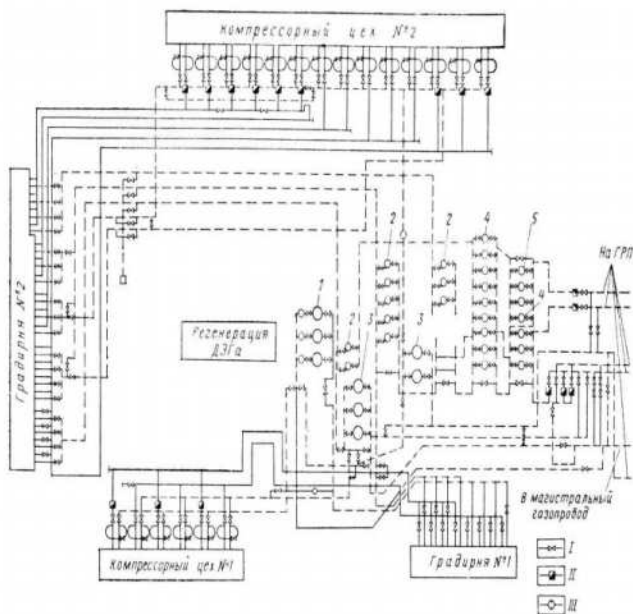 Компрессорный цех №2
Градирня №2
Регенерация
ДЭГа
1
2
3
2
3
2
4
5
4
На ГРП
В магистральный
газопровод
Компрессорный цех №1
Градирня №1
I
II
III